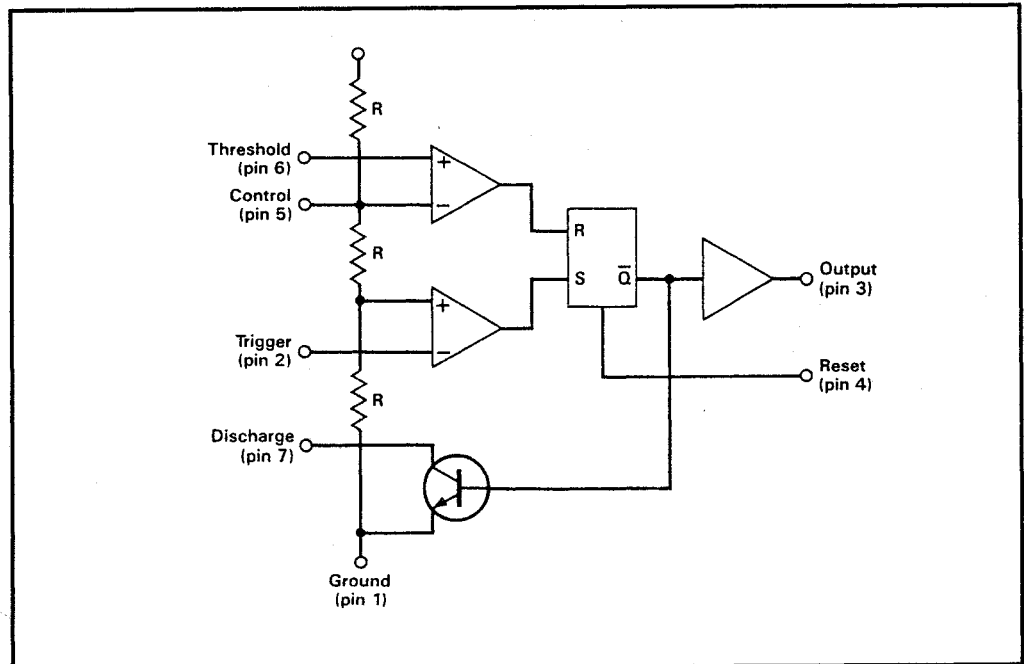 R
Threshold
(pin 6)
+
Control
(pin 5)
−
R
R
S
Q̅
Output
(pin 3)
+
Trigger
(pin 2)
−
Reset
(pin 4)
R
Discharge
(pin 7)
Ground
(pin 1)